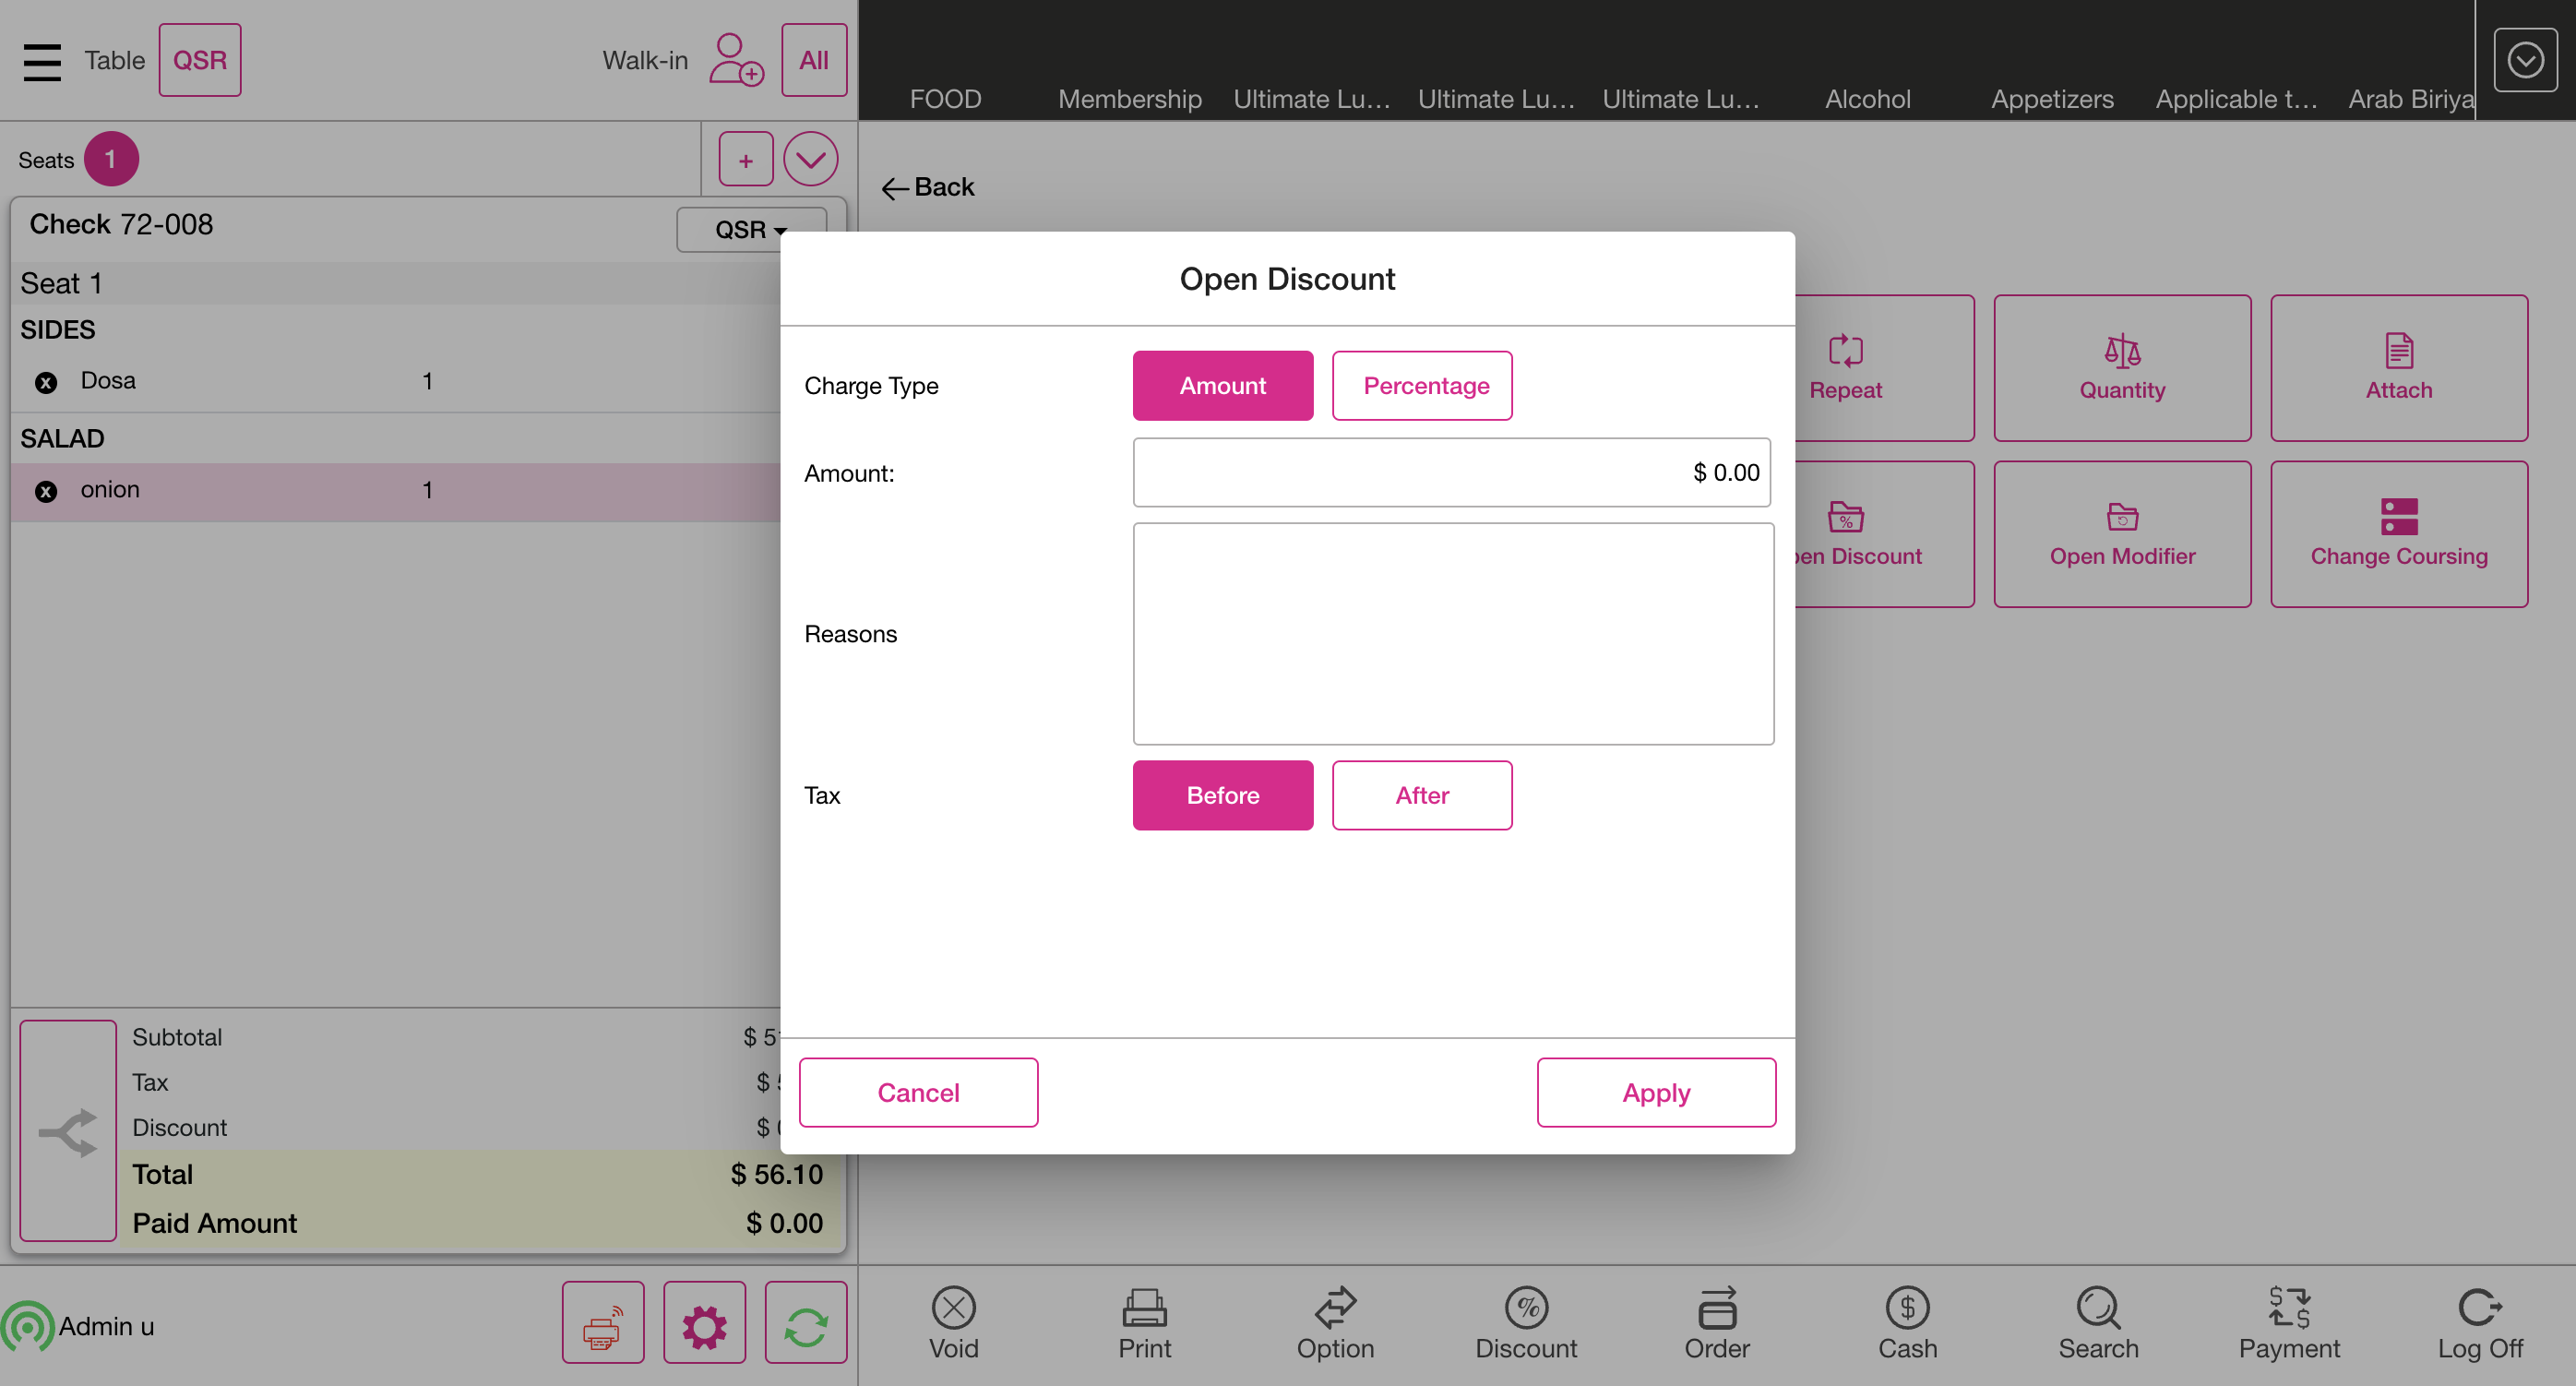 Table QSR Walk-in All
FOOD Membership Ultimate Lu... Ultimate Lu... Ultimate Lu... Alcohol Appetizers Applicable t... Arab Biriya
Seats 1 +
Back
Check 72-008 QSR
Seat 1
SIDES
Dosa 1
SALAD
onion 1
Open Discount
Charge Type Amount Percentage
Amount: $ 0.00
Reasons
Tax Before After
Cancel Apply
Repeat Quantity Attach
Discount Open Modifier Change Coursing
Subtotal $
Tax $
Discount $
Total $ 56.10
Paid Amount $ 0.00
Admin u
Void Print Option Discount Order Cash Search Payment Log Off